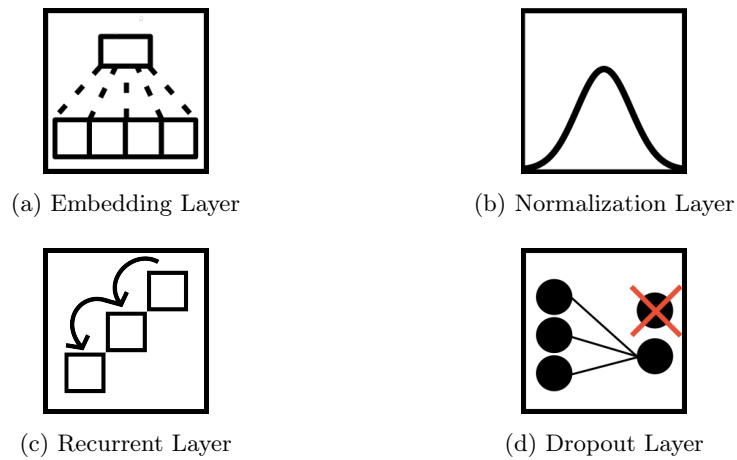 (a) Embedding Layer
(b) Normalization Layer
(c) Recurrent Layer
(d) Dropout Layer